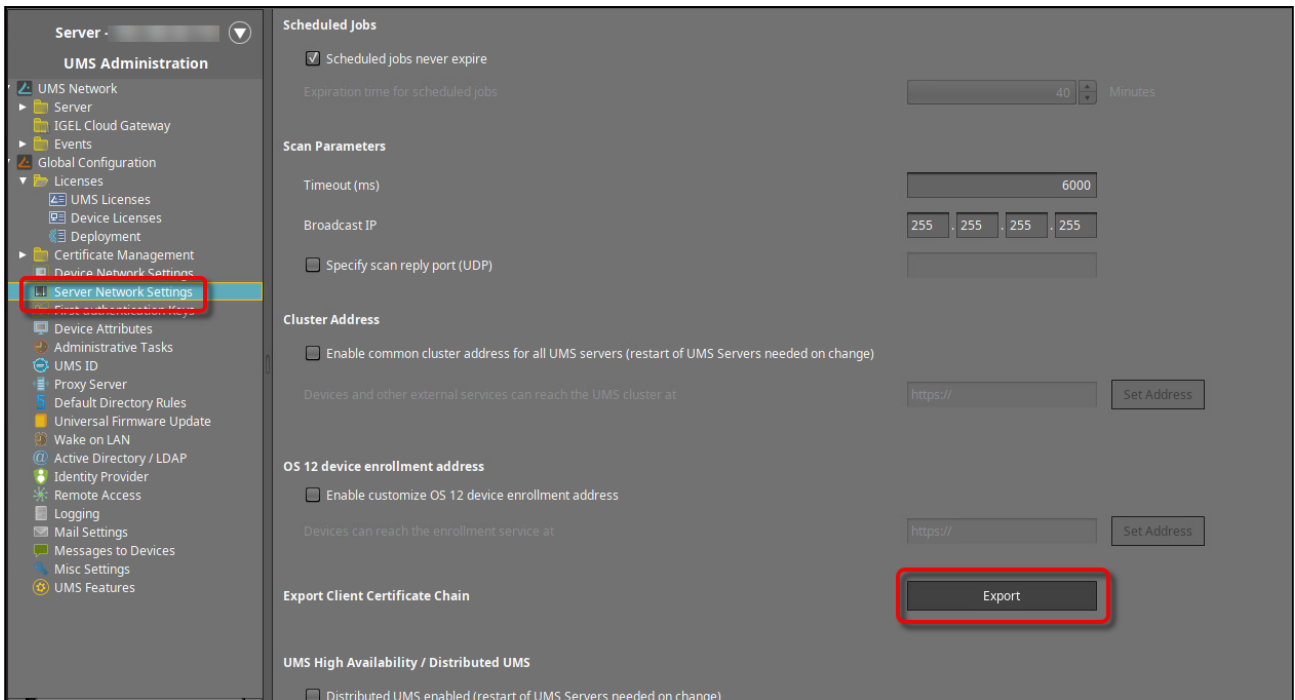 Server -
UMS Administration
UMS Network
Server
IGEL Cloud Gateway
Events
Global Configuration
Licenses
UMS Licenses
Device Licenses
Deployment
Certificate Management
Device Network Settings
Server Network Settings
First-authentication Keys
Device Attributes
Administrative Tasks
UMS ID
Proxy Server
Default Directory Rules
Universal Firmware Update
Wake on LAN
Active Directory / LDAP
Identity Provider
Remote Access
Logging
Mail Settings
Messages to Devices
Misc Settings
UMS Features
Scheduled Jobs
Scheduled jobs never expire
Expiration time for scheduled jobs 40 Minutes
Scan Parameters
Timeout (ms) 6000
Broadcast IP 255 . 255 . 255 . 255
Specify scan reply port (UDP)
Cluster Address
Enable common cluster address for all UMS servers (restart of UMS Servers needed on change)
Devices and other external services can reach the UMS cluster at https:// Set Address
OS 12 device enrollment address
Enable customize OS 12 device enrollment address
Devices can reach the enrollment service at https:// Set Address
Export Client Certificate Chain Export
UMS High Availability / Distributed UMS
Distributed UMS enabled (restart of UMS Servers needed on change)